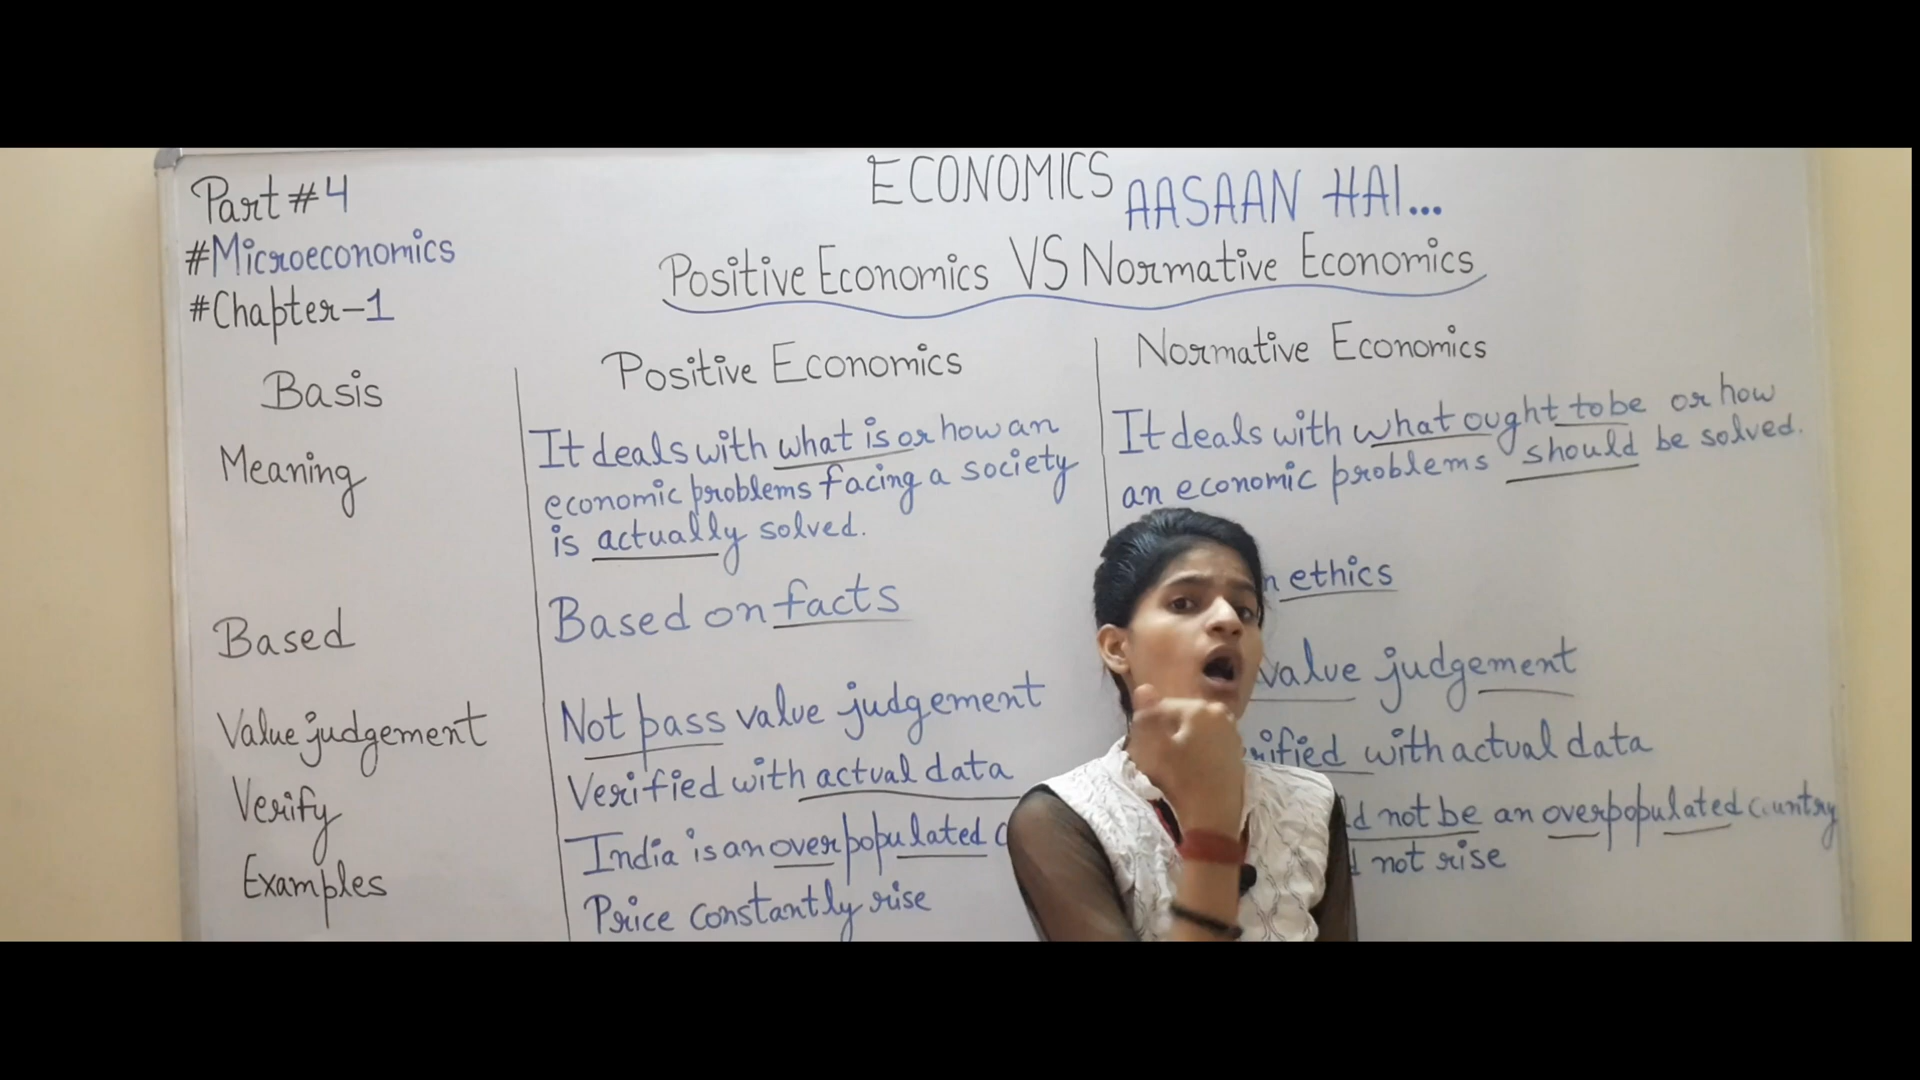 Part #4
#Microeconomics
#Chapter-1
ECONOMICS AASAAN HAI...
Positive Economics VS Normative Economics
Basis
Positive Economics
Normative Economics
Meaning
It deals with what is or how an
economic problems facing a society
is actually solved.
It deals with what ought to be or how
an economic problems should be solved.
Based
Based on facts
ethics
Value judgement
Not pass value judgement
value judgement
Verify
Verified with actual data
with actual data
Examples
India is an overpopulated
not be an overpopulated country
Price constantly rise
not rise